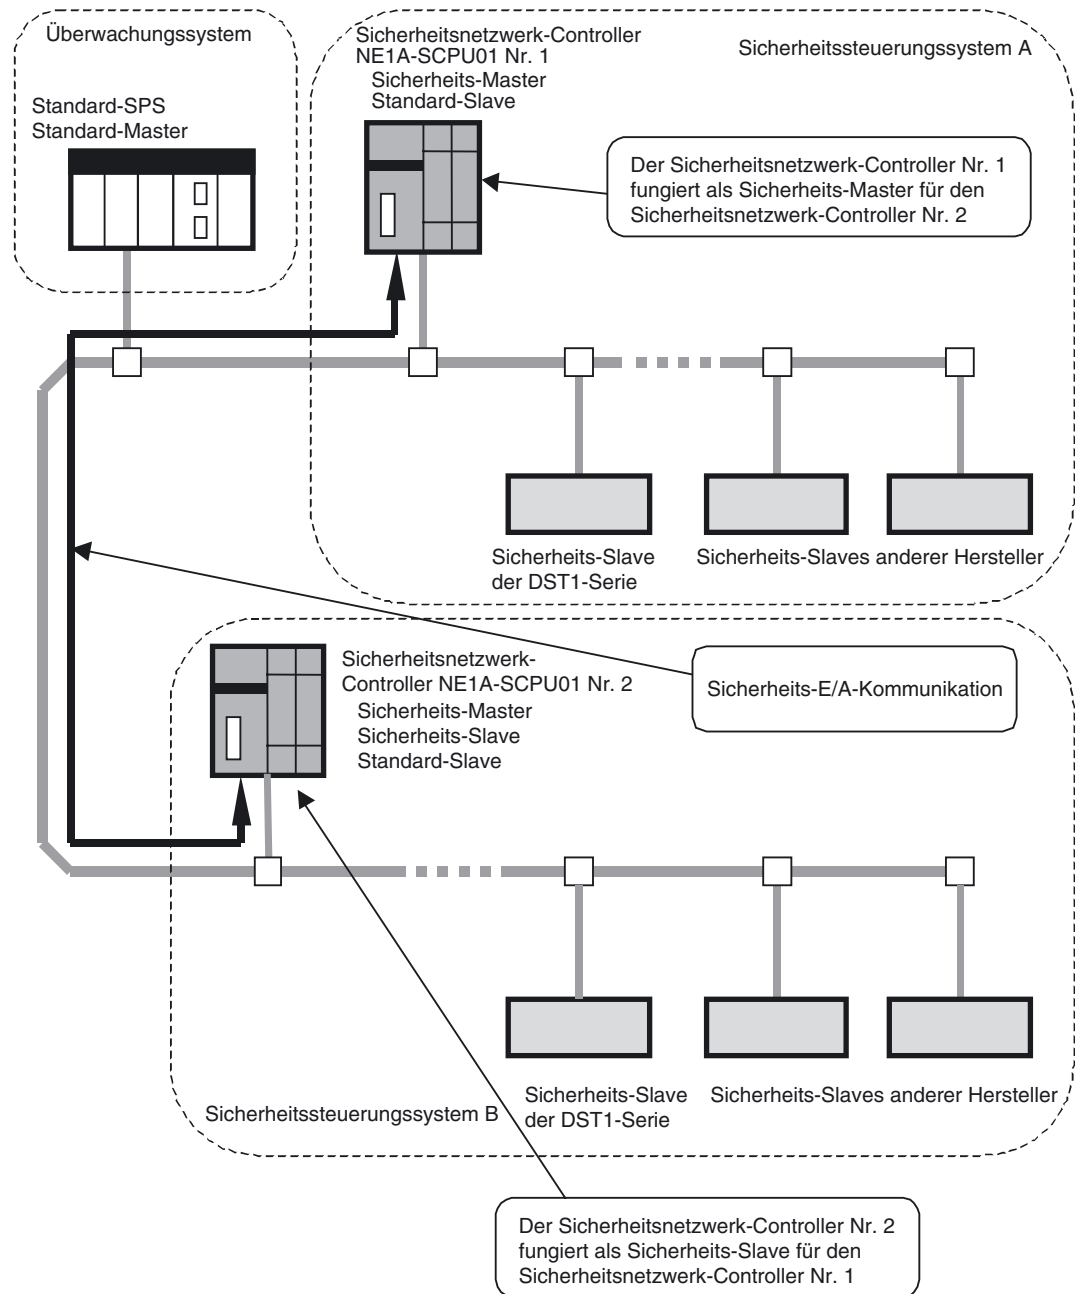 Überwachungssystem
Standard-SPS
Standard-Master
Sicherheitsnetzwerk-Controller
NE1A-SCPU01 Nr. 1
Sicherheits-Master
Standard-Slave
Sicherheitssteuerungssystem A
Der Sicherheitsnetzwerk-Controller Nr. 1
fungiert als Sicherheits-Master für den
Sicherheitsnetzwerk-Controller Nr. 2
Sicherheits-Slave
der DST1-Serie
Sicherheits-Slaves anderer Hersteller
Sicherheitsnetzwerk-
Controller NE1A-SCPU01 Nr. 2
Sicherheits-Master
Sicherheits-Slave
Standard-Slave
Sicherheits-E/A-Kommunikation
Sicherheits-Slave
der DST1-Serie
Sicherheits-Slaves anderer Hersteller
Sicherheitssteuerungssystem B
Der Sicherheitsnetzwerk-Controller Nr. 2
fungiert als Sicherheits-Slave für den
Sicherheitsnetzwerk-Controller Nr. 1